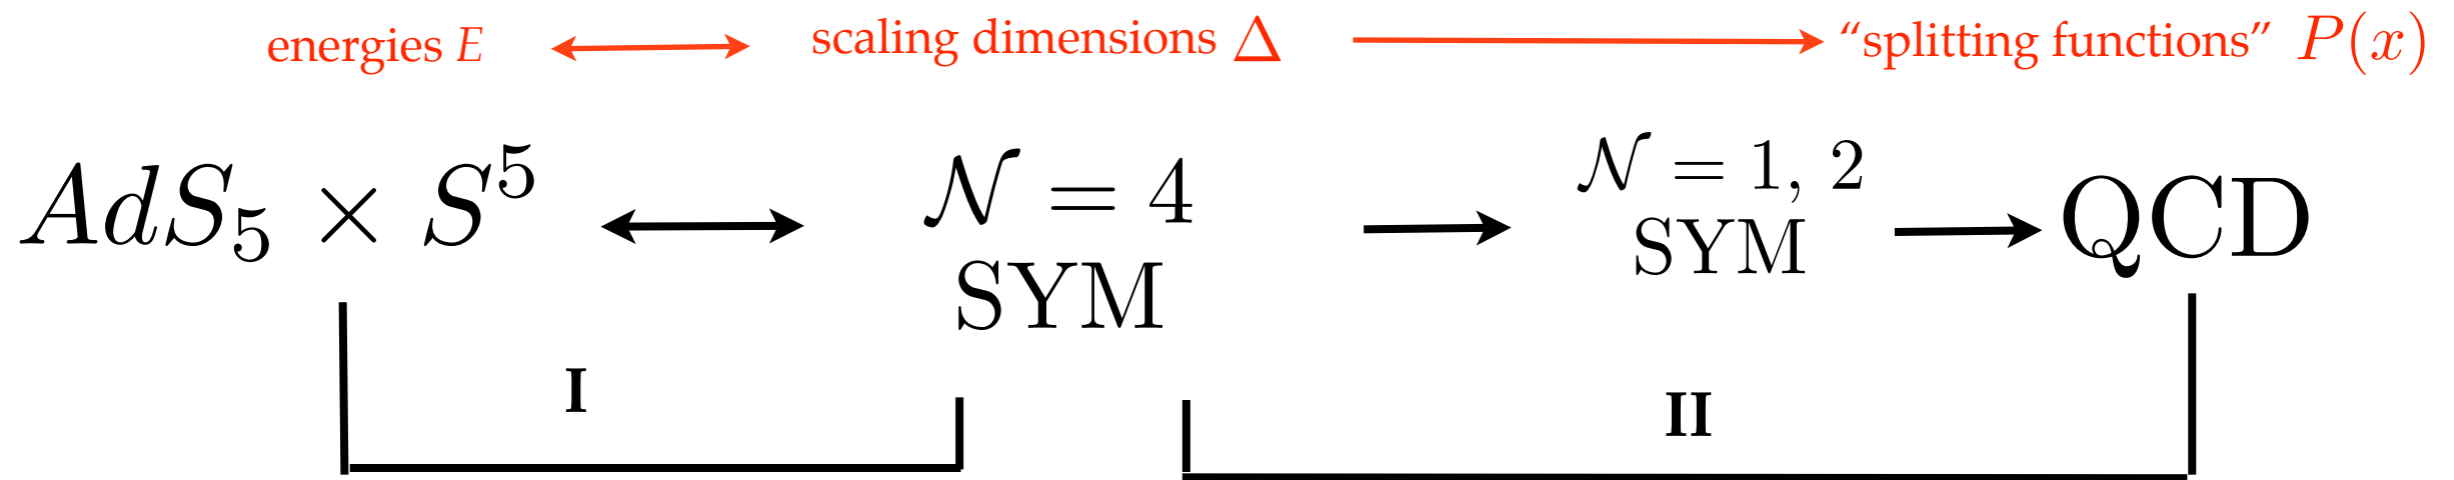 energies E scaling dimensions Δ “splitting functions” P(x)
AdS₅ × S⁵ 𝒩 = 4 𝒩 = 1, 2 QCD
SYM SYM
I II